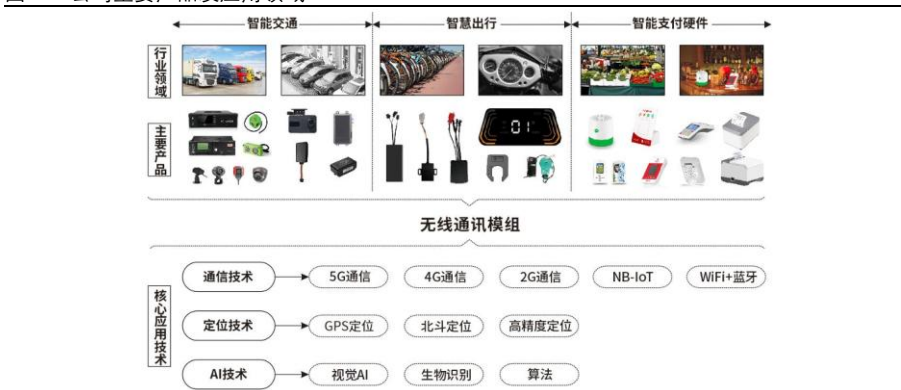 智能交通
智慧出行
智能支付硬件
行业领域
主要产品
01
无线通讯模组
核心应用技术
通信技术
5G通信
4G通信
2G通信
NB-IoT
WiFi+蓝牙
定位技术
GPS定位
北斗定位
高精度定位
AI技术
视觉AI
生物识别
算法